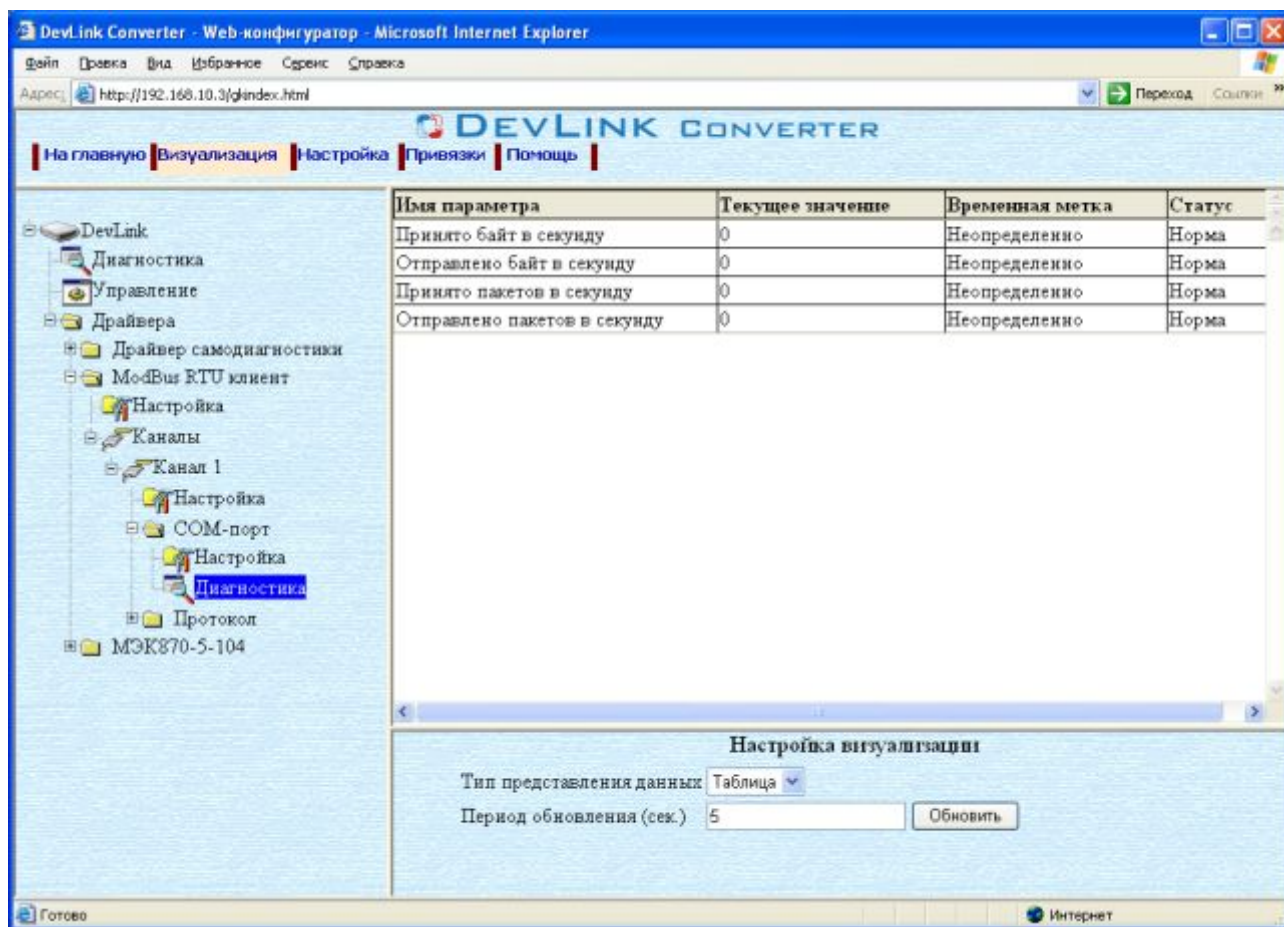 DevLink Converter - Web-конфигуратор - Microsoft Internet Explorer
Файл Правка Вид Избранное Сервис Справка
Адрес: http://192.168.10.3/gkindex.html Переход Ссылки »
DEVLINK CONVERTER
На главную Визуализация Настройка Привязки Помощь
DevLink
Диагностика
Управление
Драйвера
Драйвер самодиагностики
ModBus RTU клиент
Настройка
Каналы
Канал 1
Настройка
COM-порт
Настройка
Диагностика
Протокол
МЭК870-5-104
Имя параметра Текущее значение Временная метка Статус
Принято байт в секунду 0 Неопределенно Норма
Отправлено байт в секунду 0 Неопределенно Норма
Принято пакетов в секунду 0 Неопределенно Норма
Отправлено пакетов в секунду 0 Неопределенно Норма
Настройка визуализации
Тип представления данных Таблица
Период обновления (сек.) 5 Обновить
Готово Интернет